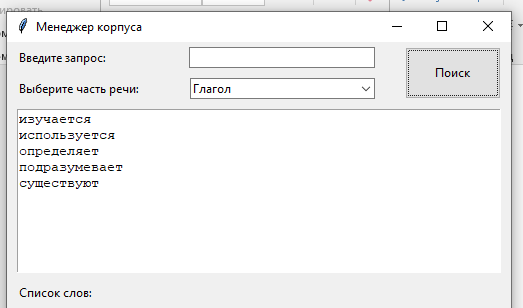 Менеджер корпуса
Введите запрос:
Поиск
Выберите часть речи:
Глагол
изучается
используется
определяет
подразумевает
существуют
Список слов: